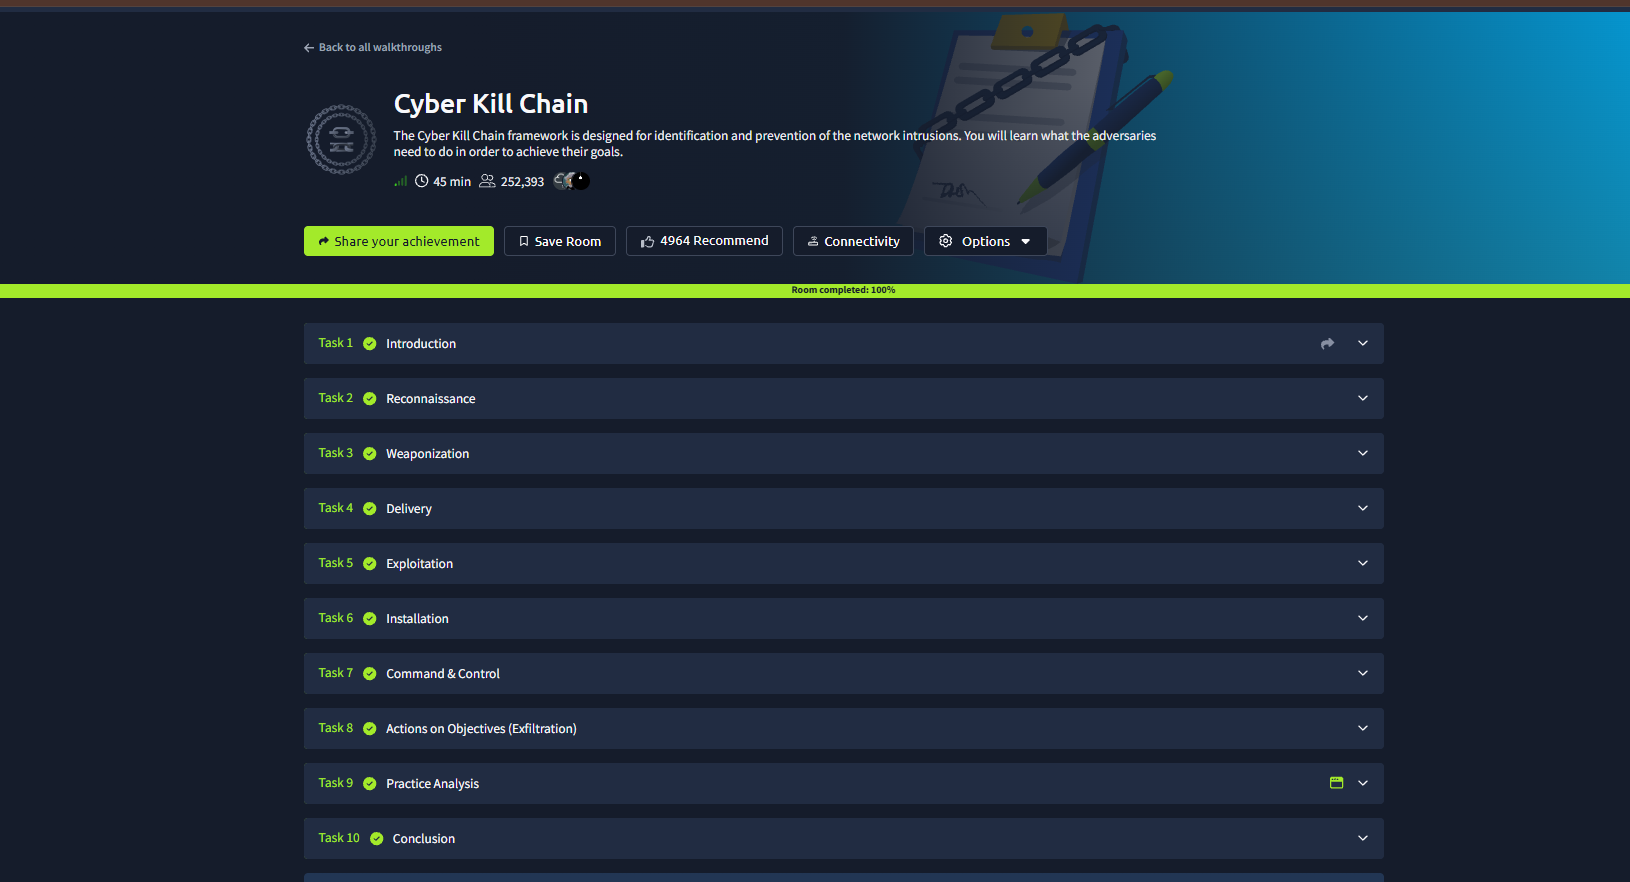 Back to all walkthroughs
Cyber Kill Chain
The Cyber Kill Chain framework is designed for identification and prevention of the network intrusions. You will learn what the adversaries
need to do in order to achieve their goals.
45 min 252,393
Share your achievement Save Room 4964 Recommend Connectivity Options
Room completed: 100%
Task 1 Introduction
Task 2 Reconnaissance
Task 3 Weaponization
Task 4 Delivery
Task 5 Exploitation
Task 6 Installation
Task 7 Command & Control
Task 8 Actions on Objectives (Exfiltration)
Task 9 Practice Analysis
Task 10 Conclusion